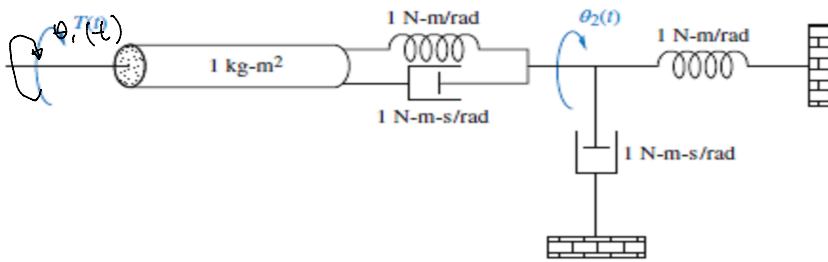 T(t)
θ₁(t)
1 kg-m²
1 N-m/rad
1 N-m-s/rad
θ₂(t)
1 N-m/rad
1 N-m-s/rad